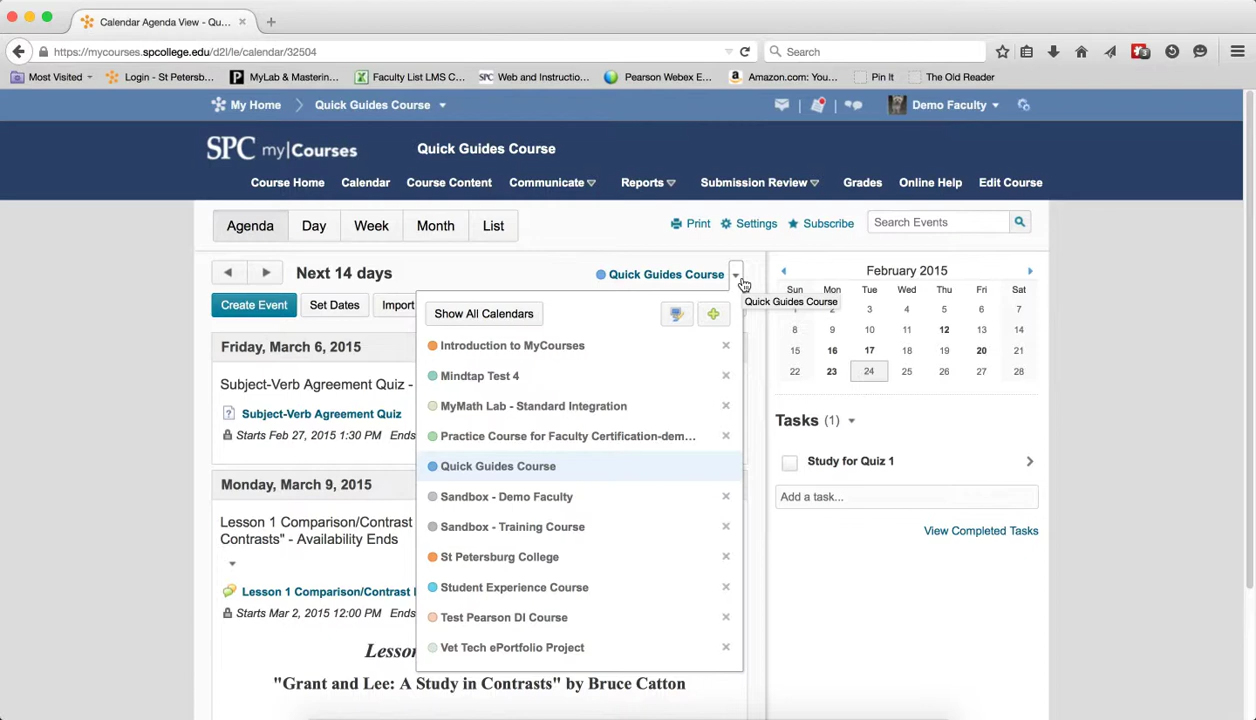 Calendar Agenda View - Qu...
https://mycourses.spcollege.edu/d2l/le/calendar/32504
Search
Most Visited
Login - St Petersb...
MyLab & Mastering...
Faculty List LMS C...
SPC Web and Instructio...
Pearson Webex E...
Amazon.com: You...
Pin It
The Old Reader
My Home
Quick Guides Course
Demo Faculty
SPC my|Courses
Quick Guides Course
Course Home
Calendar
Course Content
Communicate
Reports
Submission Review
Grades
Online Help
Edit Course
Agenda
Day
Week
Month
List
Print
Settings
Subscribe
Search Events
Next 14 days
Quick Guides Course
Quick Guides Course
Create Event
Set Dates
Import
Show All Calendars
Introduction to MyCourses
Mindtap Test 4
MyMath Lab - Standard Integration
Practice Course for Faculty Certification-dem...
Quick Guides Course
Sandbox - Demo Faculty
Sandbox - Training Course
St Petersburg College
Student Experience Course
Test Pearson DI Course
Vet Tech ePortfolio Project
Friday, March 6, 2015
Subject-Verb Agreement Quiz -
Subject-Verb Agreement Quiz
Starts Feb 27, 2015 1:30 PM Ends
Monday, March 9, 2015
Lesson 1 Comparison/Contrast
Contrasts" - Availability Ends
Lesson 1 Comparison/Contrast
Starts Mar 2, 2015 12:00 PM Ends
Lesso
"Grant and Lee: A Study in Contrasts" by Bruce Catton
February 2015
Sun Mon Tue Wed Thu Fri Sat
1 2 3 4 5 6 7
8 9 10 11 12 13 14
15 16 17 18 19 20 21
22 23 24 25 26 27 28
Tasks (1)
Study for Quiz 1
Add a task...
View Completed Tasks